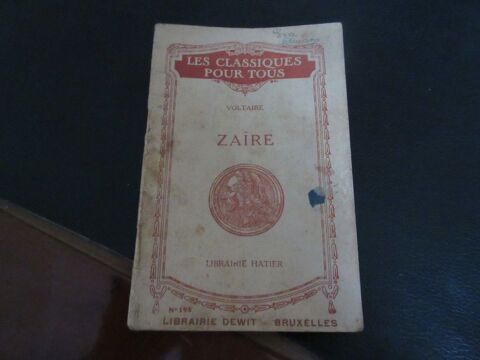 LES CLASSIQUES
POUR TOUS
VOLTAIRE
ZAÏRE
LIBRAIRIE HATIER
LIBRAIRIE DEWIT - BRUXELLES